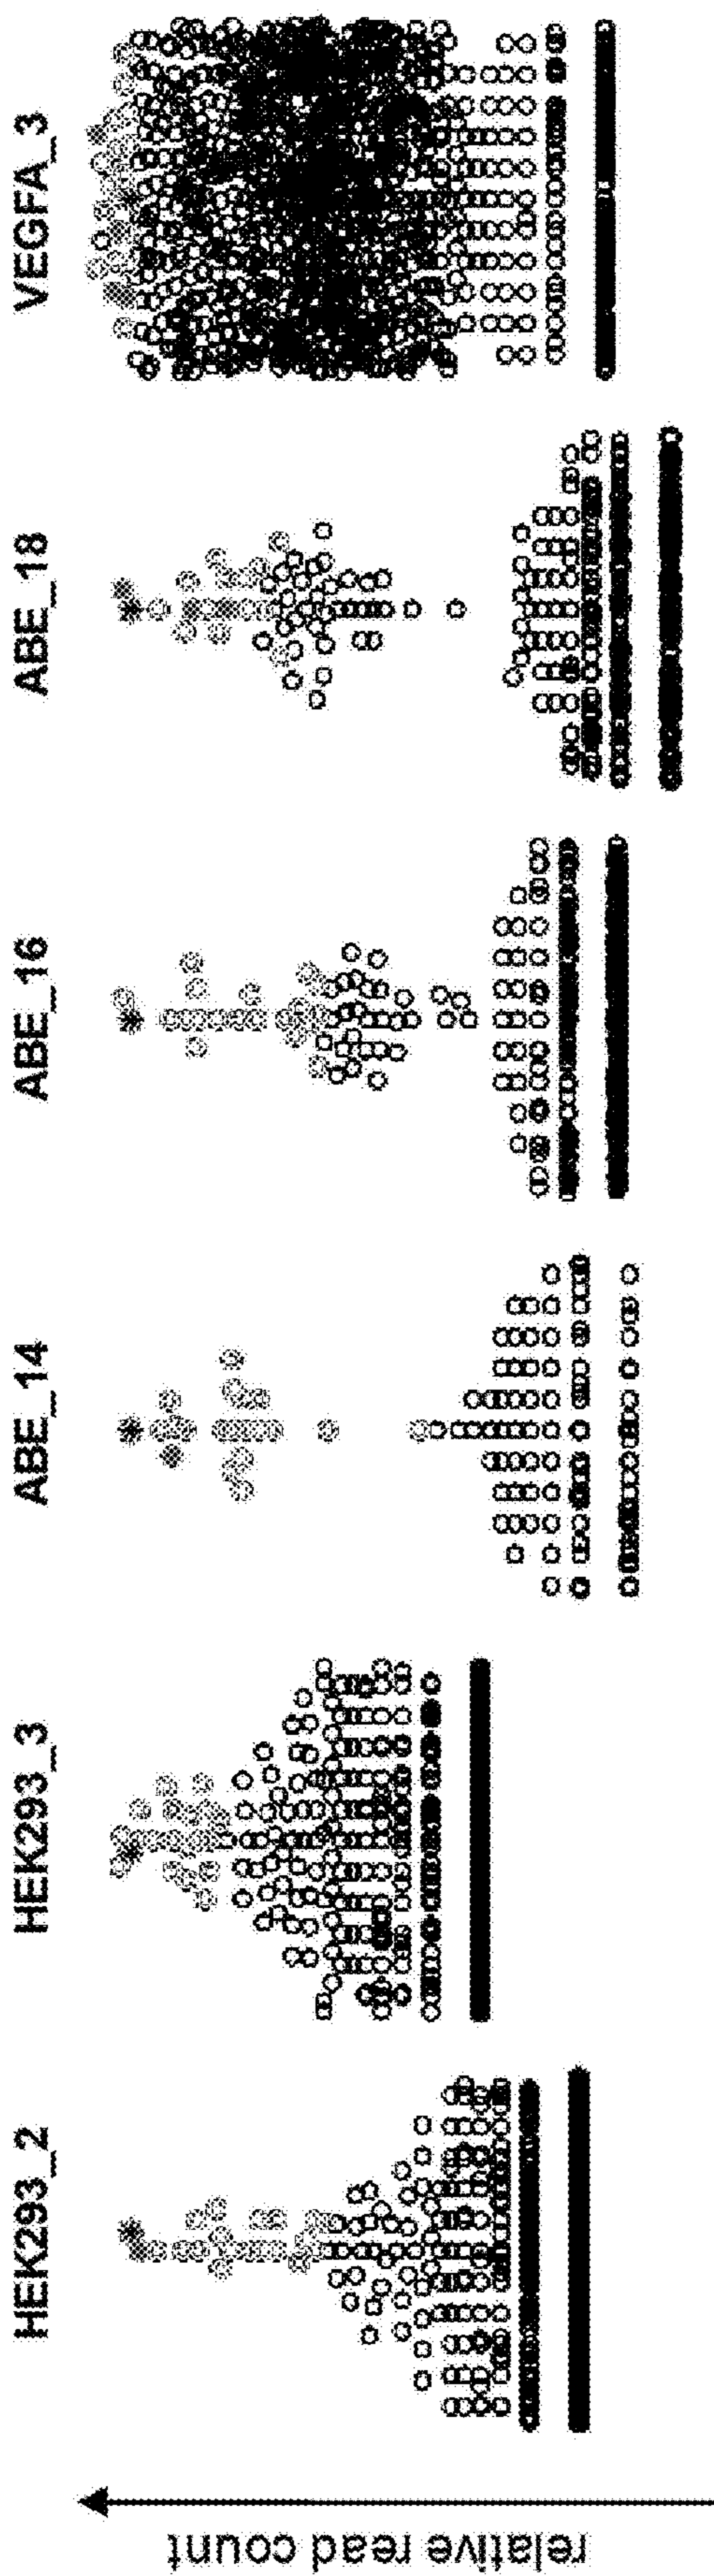 HEK293_2
HEK293_3
ABE_14
ABE_16
ABE_18
VEGFA_3
relative read count